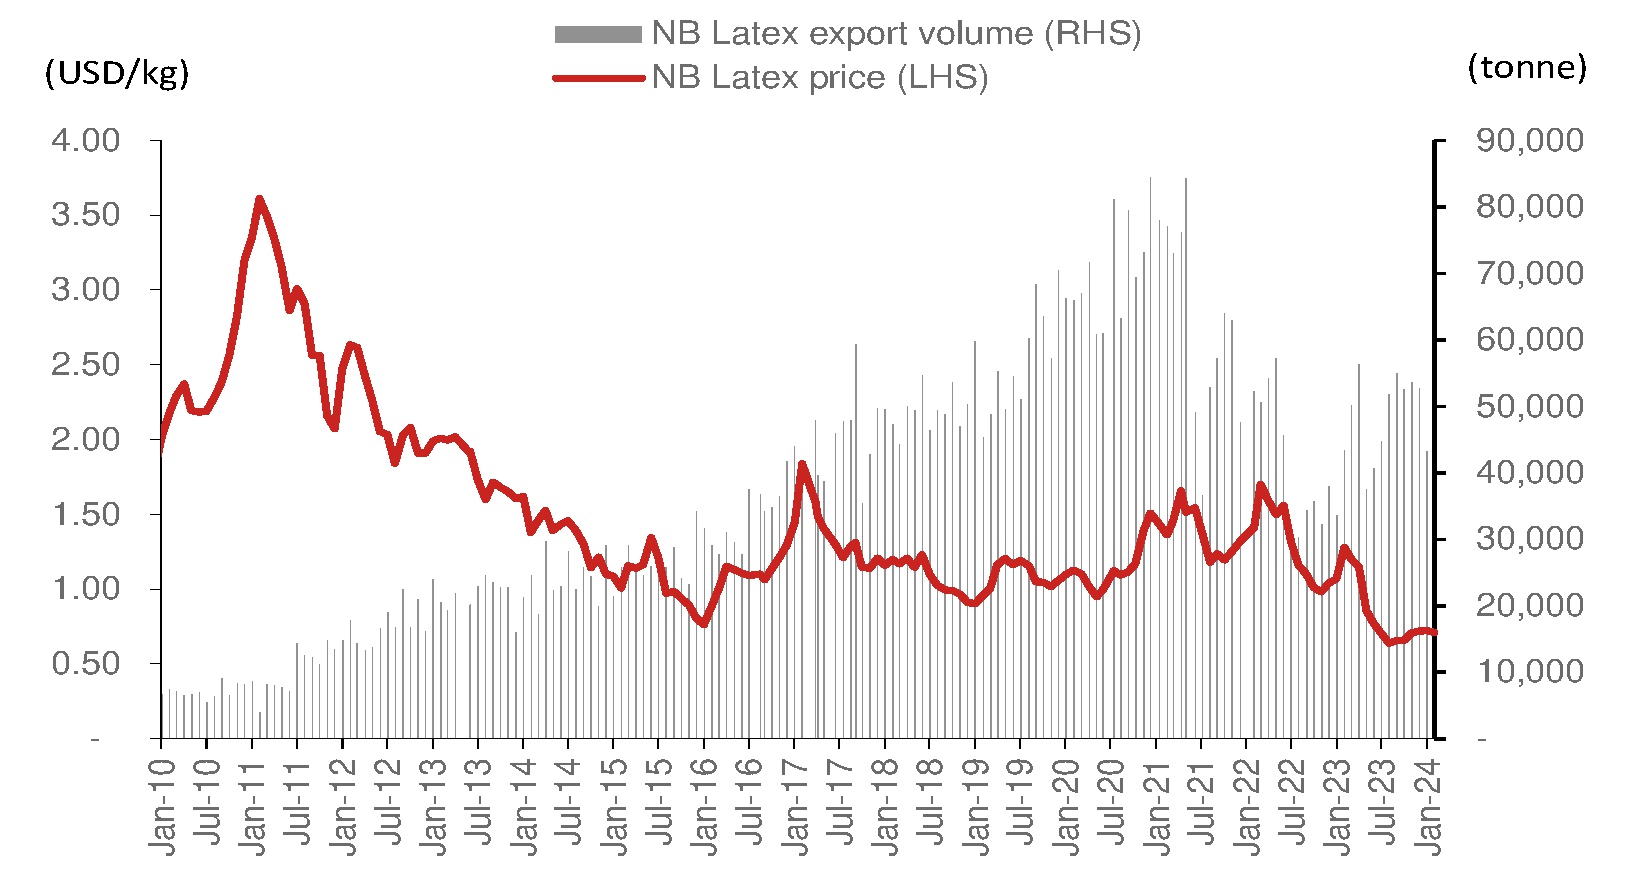 NB Latex export volume (RHS)
NB Latex price (LHS)
(USD/kg)
(tonne)
4.00
3.50
3.00
2.50
2.00
1.50
1.00
0.50
-
90,000
80,000
70,000
60,000
50,000
40,000
30,000
20,000
10,000
-
Jan-10
Jul-10
Jan-11
Jul-11
Jan-12
Jul-12
Jan-13
Jul-13
Jan-14
Jul-14
Jan-15
Jul-15
Jan-16
Jul-16
Jan-17
Jul-17
Jan-18
Jul-18
Jan-19
Jul-19
Jan-20
Jul-20
Jan-21
Jul-21
Jan-22
Jul-22
Jan-23
Jul-23
Jan-24